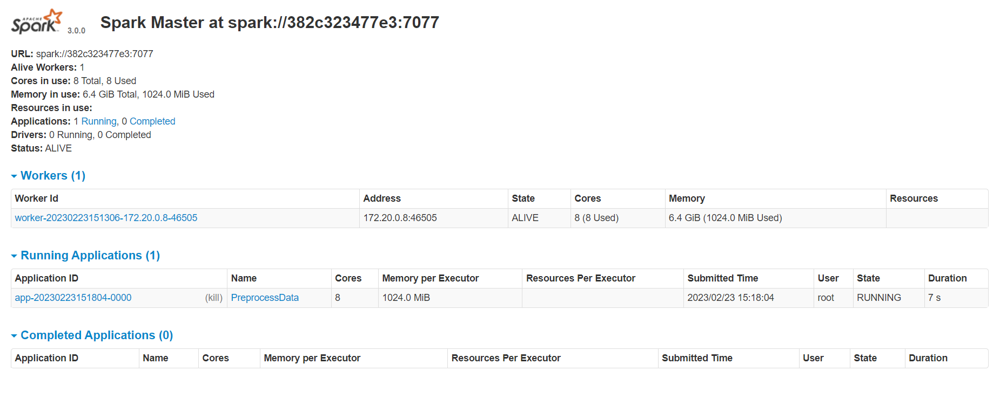 APACHE
Spark 3.0.0 Spark Master at spark://382c323477e3:7077
URL: spark://382c323477e3:7077
Alive Workers: 1
Cores in use: 8 Total, 8 Used
Memory in use: 6.4 GiB Total, 1024.0 MiB Used
Resources in use:
Applications: 1 Running, 0 Completed
Drivers: 0 Running, 0 Completed
Status: ALIVE
Workers (1)
Worker Id Address State Cores Memory Resources
worker-20230223151306-172.20.0.8-46505 172.20.0.8:46505 ALIVE 8 (8 Used) 6.4 GiB (1024.0 MiB Used)
Running Applications (1)
Application ID Name Cores Memory per Executor Resources Per Executor Submitted Time User State Duration
app-20230223151804-0000 (kill) PreprocessData 8 1024.0 MiB 2023/02/23 15:18:04 root RUNNING 7 s
Completed Applications (0)
Application ID Name Cores Memory per Executor Resources Per Executor Submitted Time User State Duration